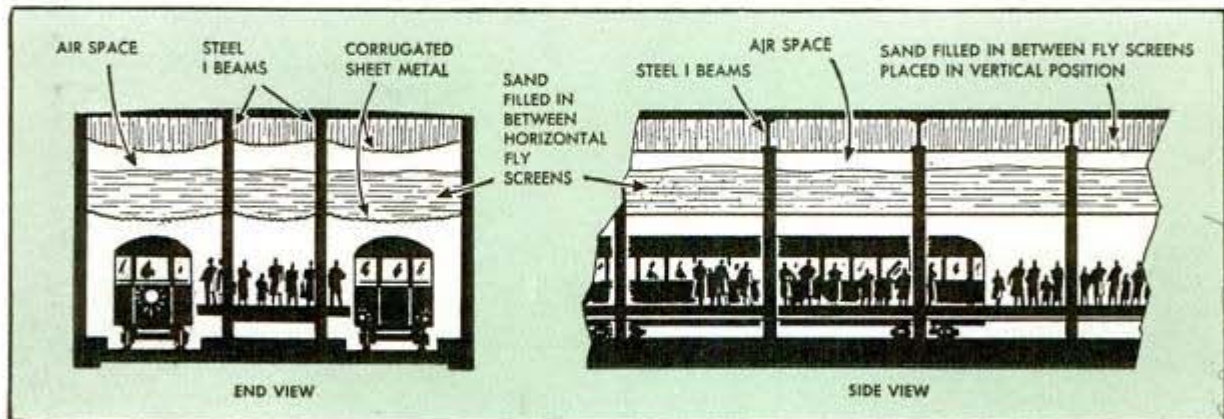 AIR SPACE
STEEL
I BEAMS
CORRUGATED
SHEET METAL
SAND
FILLED IN
BETWEEN
HORIZONTAL
FLY
SCREENS
STEEL I BEAMS
AIR SPACE
SAND FILLED IN BETWEEN FLY SCREENS
PLACED IN VERTICAL POSITION
END VIEW
SIDE VIEW